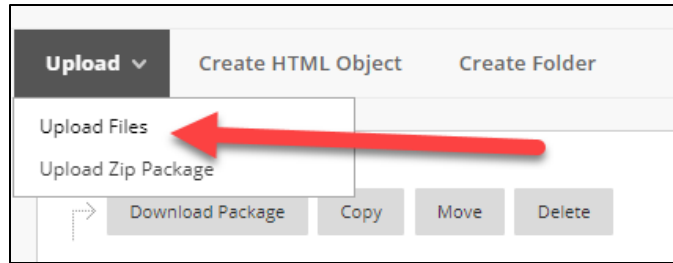 Upload Create HTML Object Create Folder
Upload Files
Upload Zip Package
Download Package Copy Move Delete